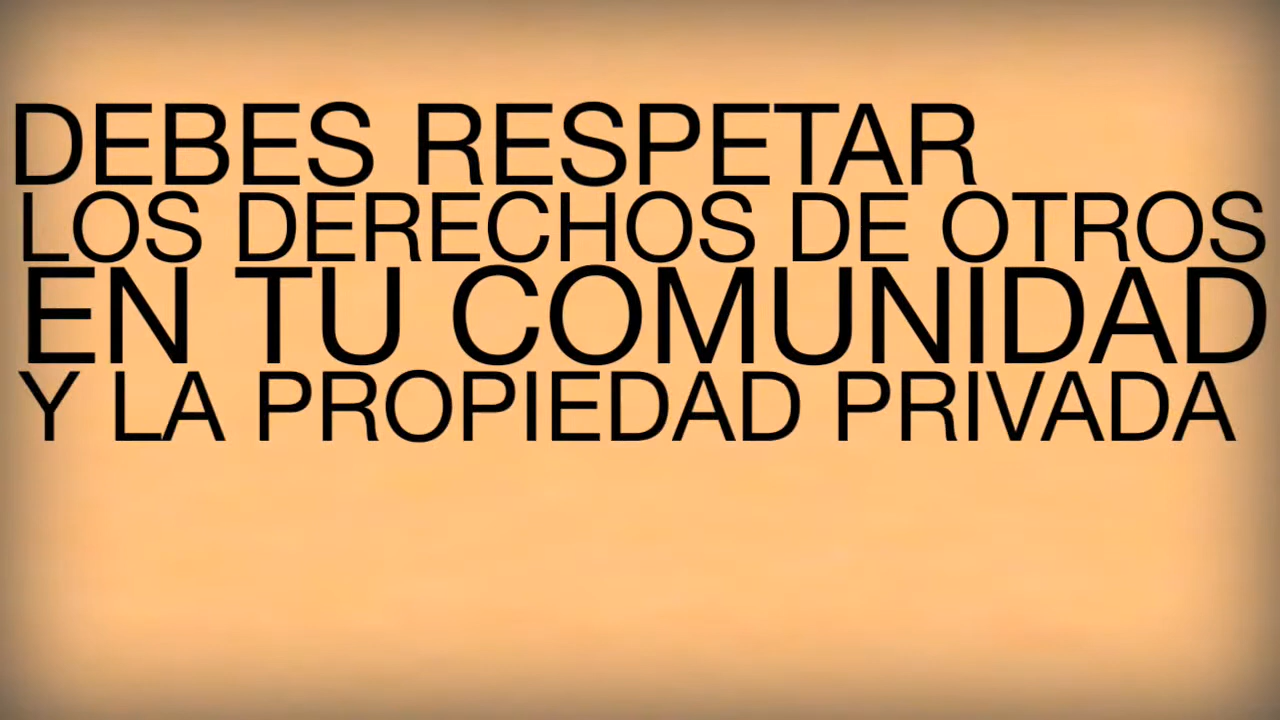 DEBES RESPETAR
LOS DERECHOS DE OTROS
EN TU COMUNIDAD
Y LA PROPIEDAD PRIVADA